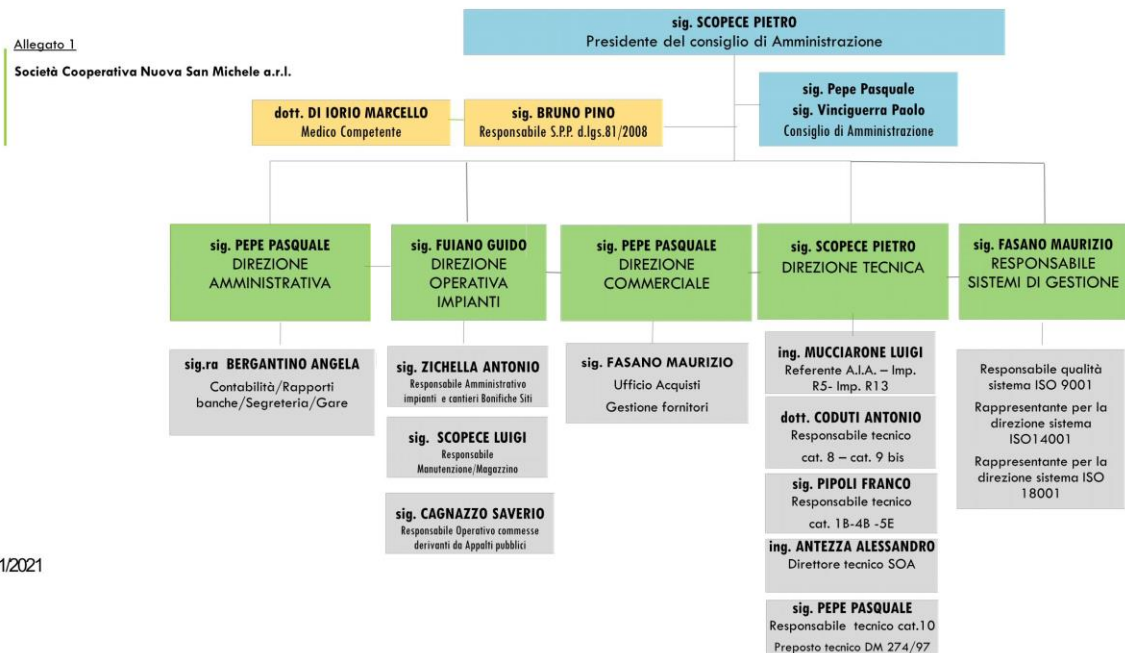 sig. SCOPECE PIETRO
Presidente del consiglio di Amministrazione
Allegato 1
Società Cooperativa Nuova San Michele a.r.l.
dott. DI IORIO MARCELLO
Medico Competente
sig. BRUNO PINO
Responsabile S.P.P. d.lgs.81/2008
sig. Pepe Pasquale
sig. Vinciguerra Paolo
Consiglio di Amministrazione
sig. PEPE PASQUALE
DIREZIONE
AMMINISTRATIVA
sig. FUIANO GUIDO
DIREZIONE
OPERATIVA
IMPIANTI
sig. PEPE PASQUALE
DIREZIONE
COMMERCIALE
sig. SCOPECE PIETRO
DIREZIONE TECNICA
sig. FASANO MAURIZIO
RESPONSABILE
SISTEMI DI GESTIONE
sig.ra BERGANTINO ANGELA
Contabilità/Rapporti
banche/Segreteria/Gare
sig. ZICHELLA ANTONIO
Responsabile Amministrativo
impianti e cantieri Bonifiche Siti
sig. SCOPECE LUIGI
Responsabile
Manutenzione/Magazzino
sig. CAGNAZZO SAVERIO
Responsabile Operativo commesse
derivanti da Appalti pubblici
sig. FASANO MAURIZIO
Ufficio Acquisti
Gestione fornitori
ing. MUCCIARONE LUIGI
Referente A.I.A. – Imp.
R5- Imp. R13
dott. CODUTI ANTONIO
Responsabile tecnico
cat. 8 – cat. 9 bis
sig. PIPOLI FRANCO
Responsabile tecnico
cat. 1B-4B -5E
ing. ANTEZZA ALESSANDRO
Direttore tecnico SOA
sig. PEPE PASQUALE
Responsabile tecnico cat.10
Preposto tecnico DM 274/97
Responsabile qualità
sistema ISO 9001
Rappresentante per la
direzione sistema
ISO14001
Rappresentante per la
direzione sistema ISO
18001
1/2021